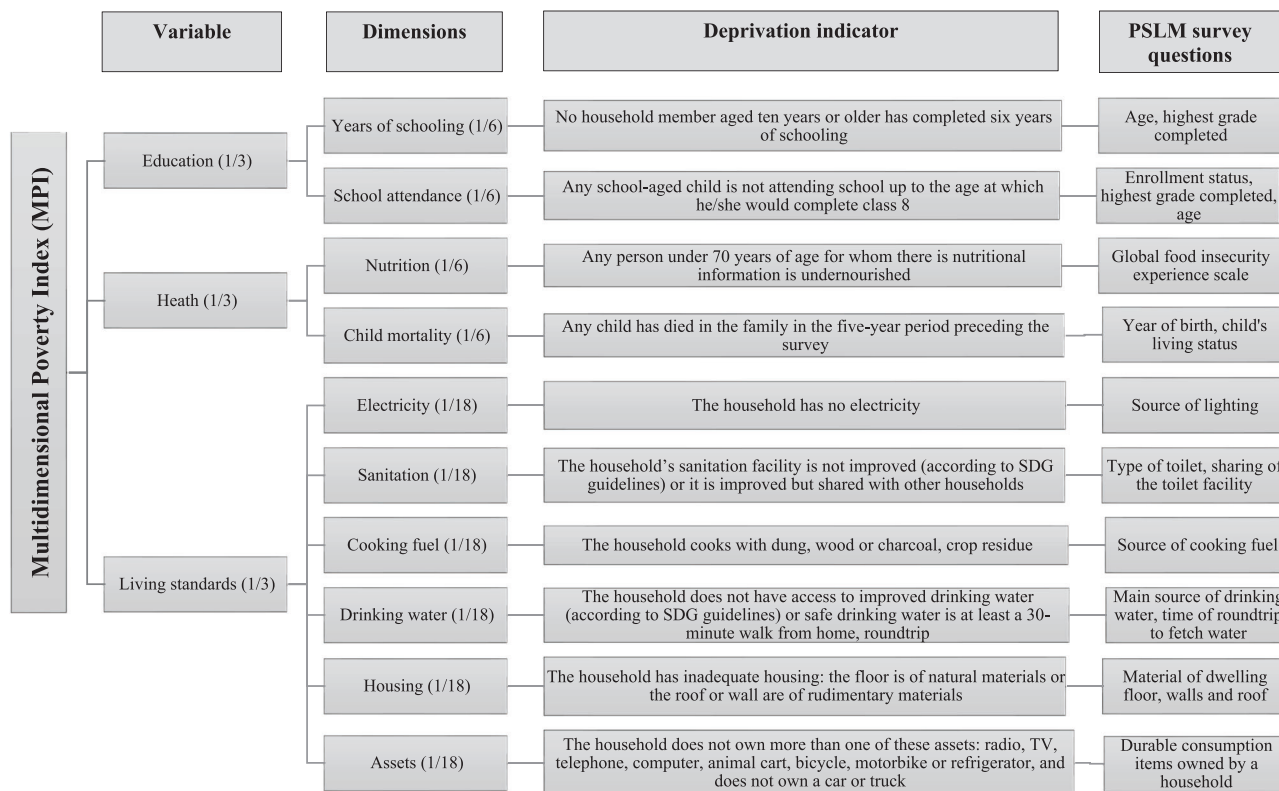 Variable
Dimensions
Deprivation indicator
PSLM survey
questions
Multidimensional Poverty Index (MPI)
Education (1/3)
Years of schooling (1/6)
No household member aged ten years or older has completed six years
of schooling
Age, highest grade
completed
School attendance (1/6)
Any school-aged child is not attending school up to the age at which
he/she would complete class 8
Enrollment status,
highest grade completed,
age
Heath (1/3)
Nutrition (1/6)
Any person under 70 years of age for whom there is nutritional
information is undernourished
Global food insecurity
experience scale
Child mortality (1/6)
Any child has died in the family in the five-year period preceding the
survey
Year of birth, child's
living status
Living standards (1/3)
Electricity (1/18)
The household has no electricity
Source of lighting
Sanitation (1/18)
The household’s sanitation facility is not improved (according to SDG
guidelines) or it is improved but shared with other households
Type of toilet, sharing of
the toilet facility
Cooking fuel (1/18)
The household cooks with dung, wood or charcoal, crop residue
Source of cooking fuel
Drinking water (1/18)
The household does not have access to improved drinking water
(according to SDG guidelines) or safe drinking water is at least a 30-
minute walk from home, roundtrip
Main source of drinking
water, time of roundtrip
to fetch water
Housing (1/18)
The household has inadequate housing: the floor is of natural materials or
the roof or wall are of rudimentary materials
Material of dwelling
floor, walls and roof
Assets (1/18)
The household does not own more than one of these assets: radio, TV,
telephone, computer, animal cart, bicycle, motorbike or refrigerator, and
does not own a car or truck
Durable consumption
items owned by a
household